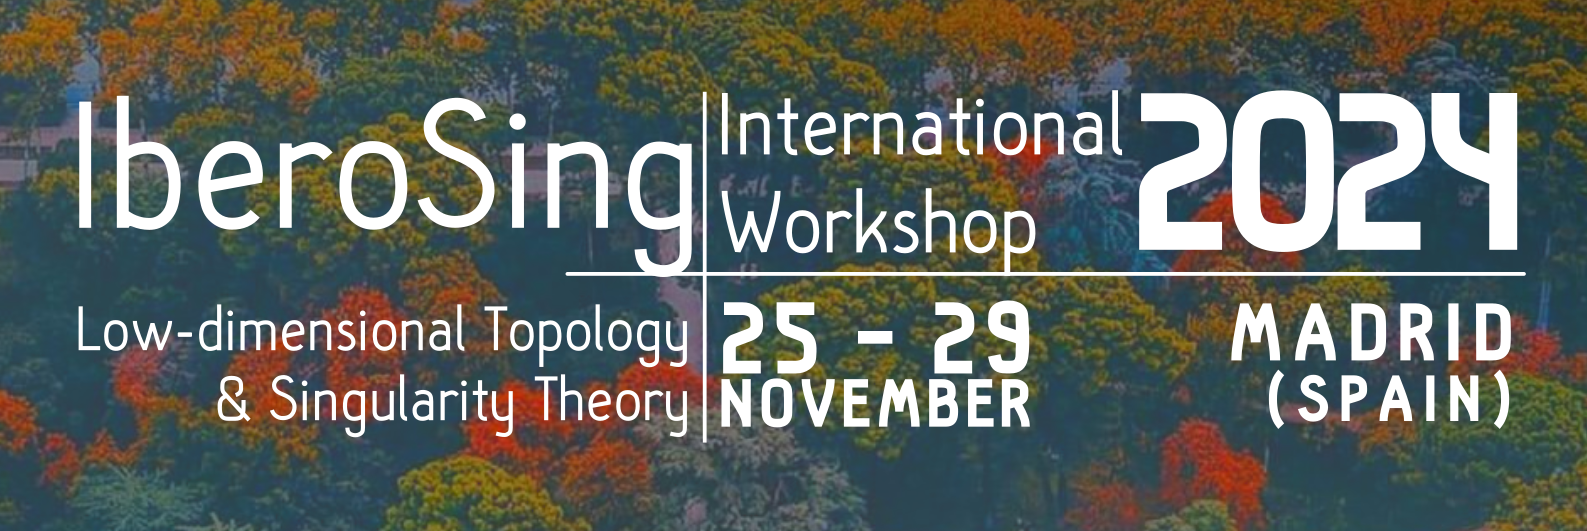 IberoSing
International
Workshop
2024
Low-dimensional Topology
& Singularity Theory
25 - 29
NOVEMBER
MADRID
(SPAIN)